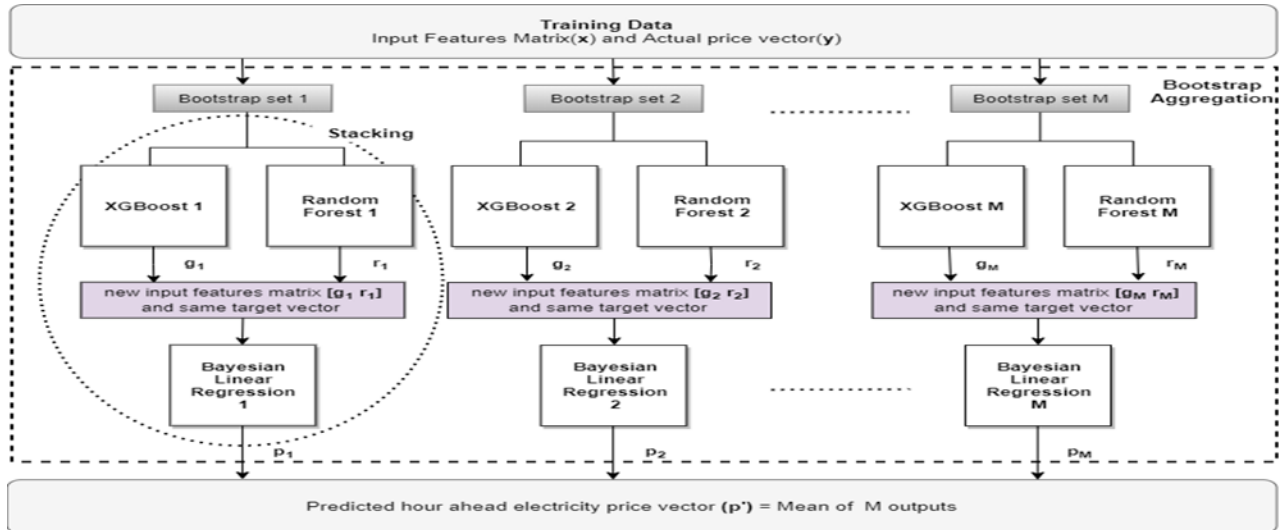 Training Data
Input Features Matrix(x) and Actual price vector(y)
Bootstrap set 1
Bootstrap set 2
Bootstrap set M
Bootstrap
Aggregation
Stacking
XGBoost 1
Random
Forest 1
XGBoost 2
Random
Forest 2
XGBoost M
Random
Forest M
g1
r1
g2
r2
gM
rM
new input features matrix [g1 r1]
and same target vector
new input features matrix [g2 r2]
and same target vector
new input features matrix [gM rM]
and same target vector
Bayesian
Linear
Regression
1
Bayesian
Linear
Regression
2
Bayesian
Linear
Regression
M
p1
p2
pM
Predicted hour ahead electricity price vector (p') = Mean of M outputs